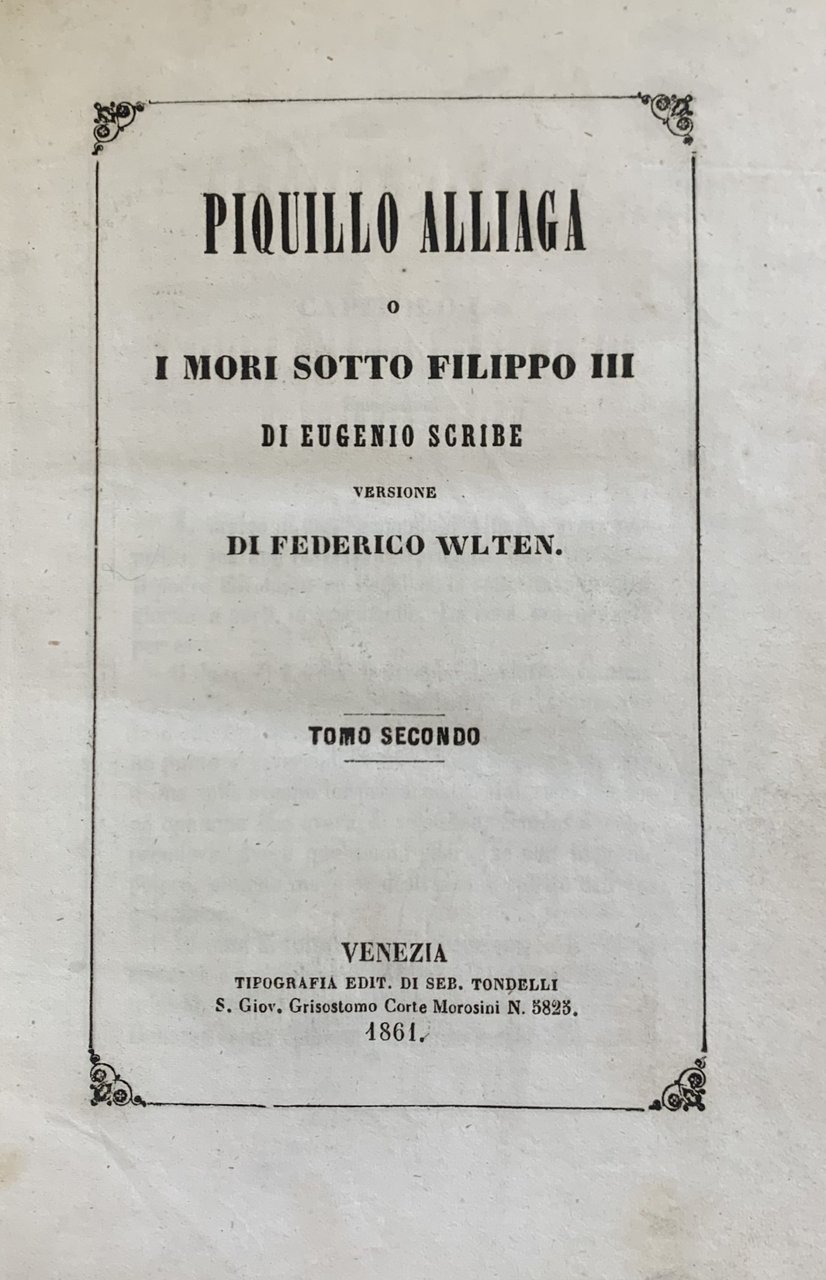 PIQUILLO ALLIAGA
O
I MORI SOTTO FILIPPO III
DI EUGENIO SCRIBE
VERSIONE
DI FEDERICO WLTEN.
TOMO SECONDO
VENEZIA
TIPOGRAFIA EDIT. DI SEB. TONDELLI
S. Giov. Grisostomo Corte Morosini N. 5825.
1861.